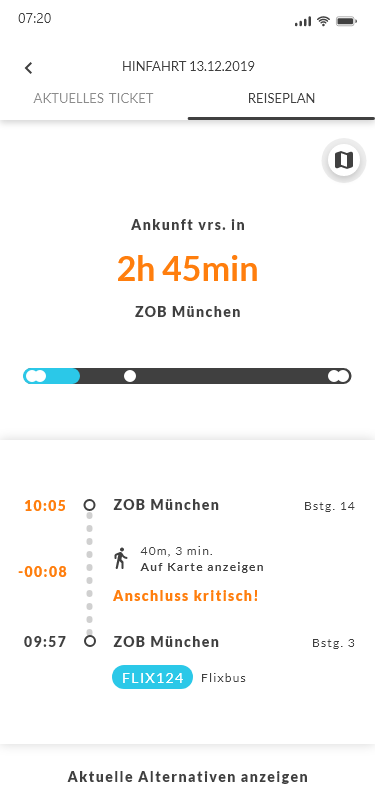 07:20
HINFAHRT 13.12.2019
AKTUELLES TICKET
REISEPLAN
Ankunft vrs. in
2h 45min
ZOB München
10:05 ZOB München Bstg. 14
40m, 3 min.
-00:08 Auf Karte anzeigen
Anschluss kritisch!
09:57 ZOB München Bstg. 3
FLIX124 Flixbus
Aktuelle Alternativen anzeigen